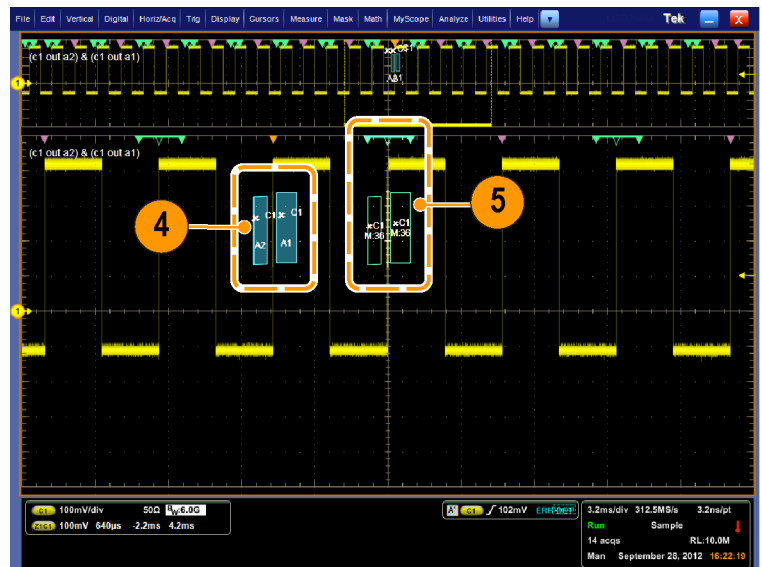 File Edit Vertical Digital Horiz/Acq Trig Display Cursors Measure Mask Math MyScope Analyze Utilities Help Tek X
(c1 out a2) & (c1 out a1)
1
(c1 out a2) & (c1 out a1)
4
5
C1 C1
A2 A1
C1 C1
M:36 M:36
1
C1 100mV/div 50Ω BW:6.0G
Z1C1 100mV 640µs -2.2ms 4.2ms
A' C1 102mV
3.2ms/div 312.5MS/s 3.2ns/pt
Run Sample
14 acqs RL:10.0M
Man September 28, 2012 16:22:19